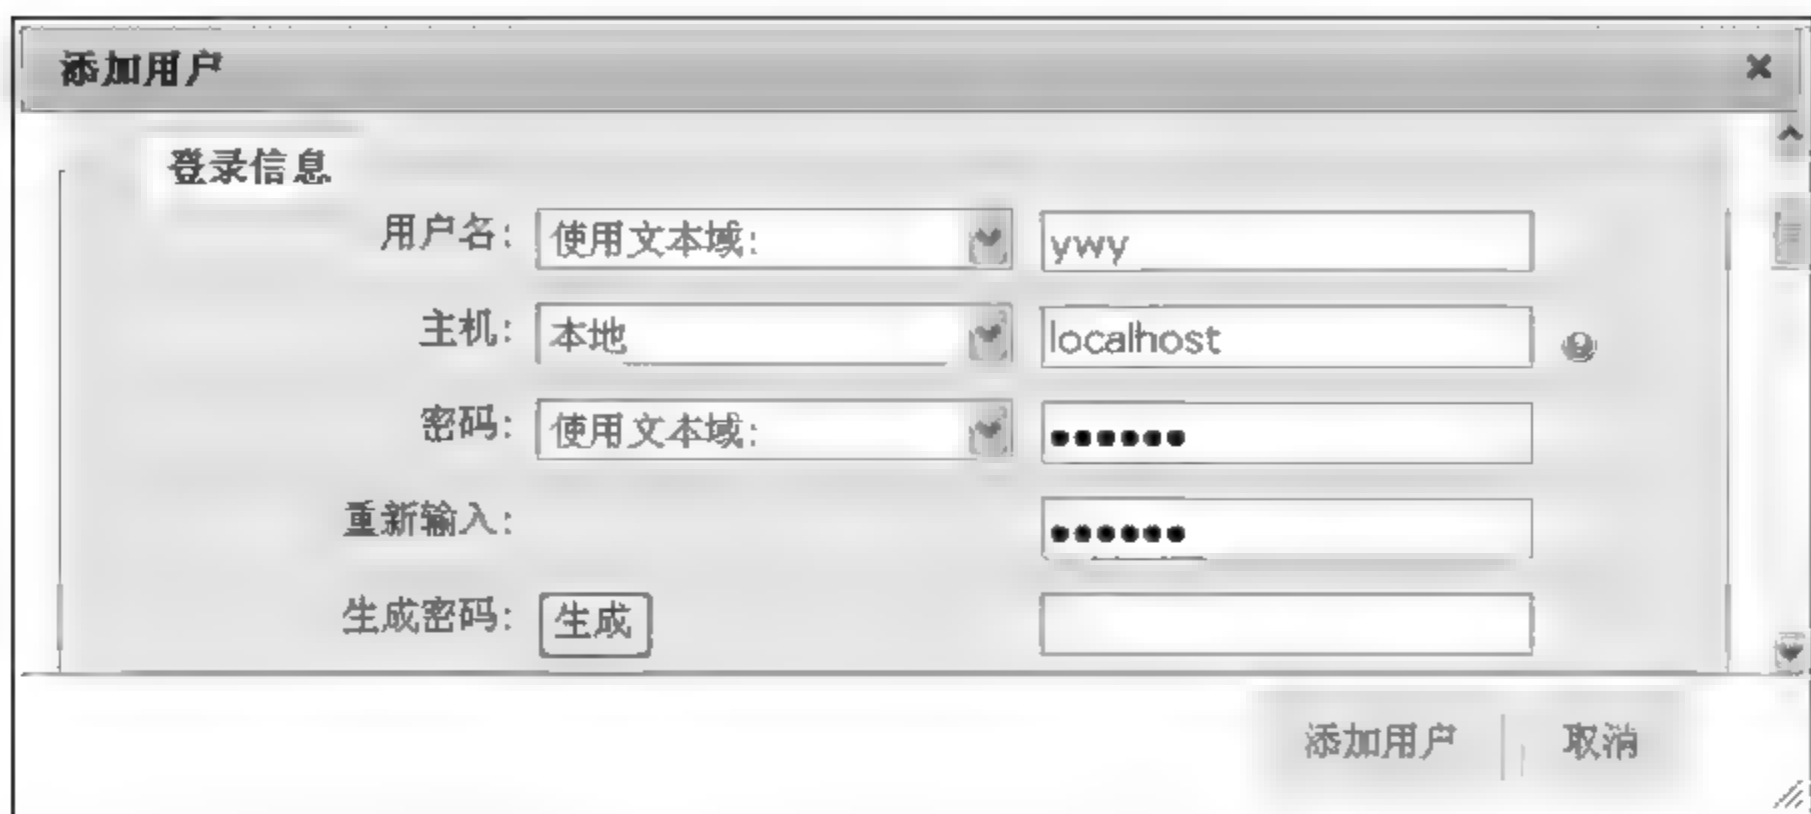 添加用户
登录信息
用户名: 使用文本域: ywy
主机: 本地 localhost
密码: 使用文本域: ••••••
重新输入: ••••••
生成密码: 生成
添加用户 取消